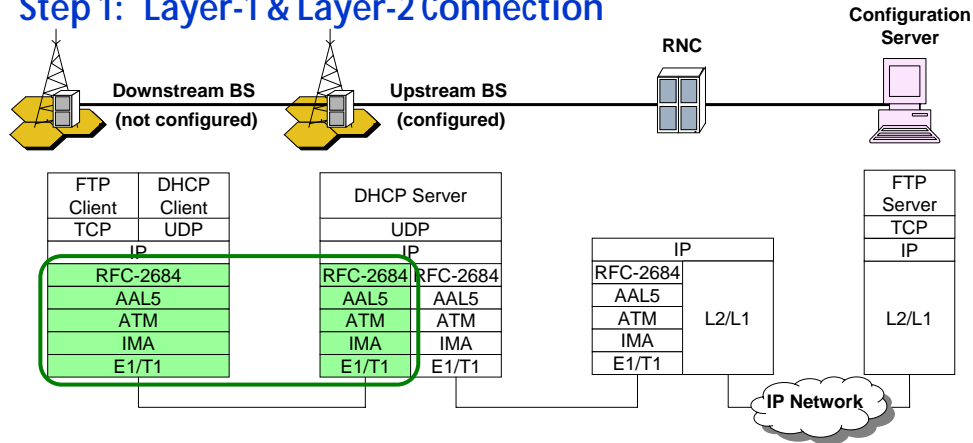 Step 1: Layer-1 & Layer-2 Connection
Configuration
Server
RNC
Downstream BS
(not configured)
Upstream BS
(configured)
FTP
Client
DHCP
Client
TCP
UDP
IP
RFC-2684
AAL5
ATM
IMA
E1/T1
DHCP Server
UDP
IP
RFC-2684
RFC-2684
AAL5
AAL5
ATM
ATM
IMA
IMA
E1/T1
E1/T1
IP
RFC-2684
AAL5
ATM
IMA
E1/T1
L2/L1
FTP
Server
TCP
IP
L2/L1
IP Network